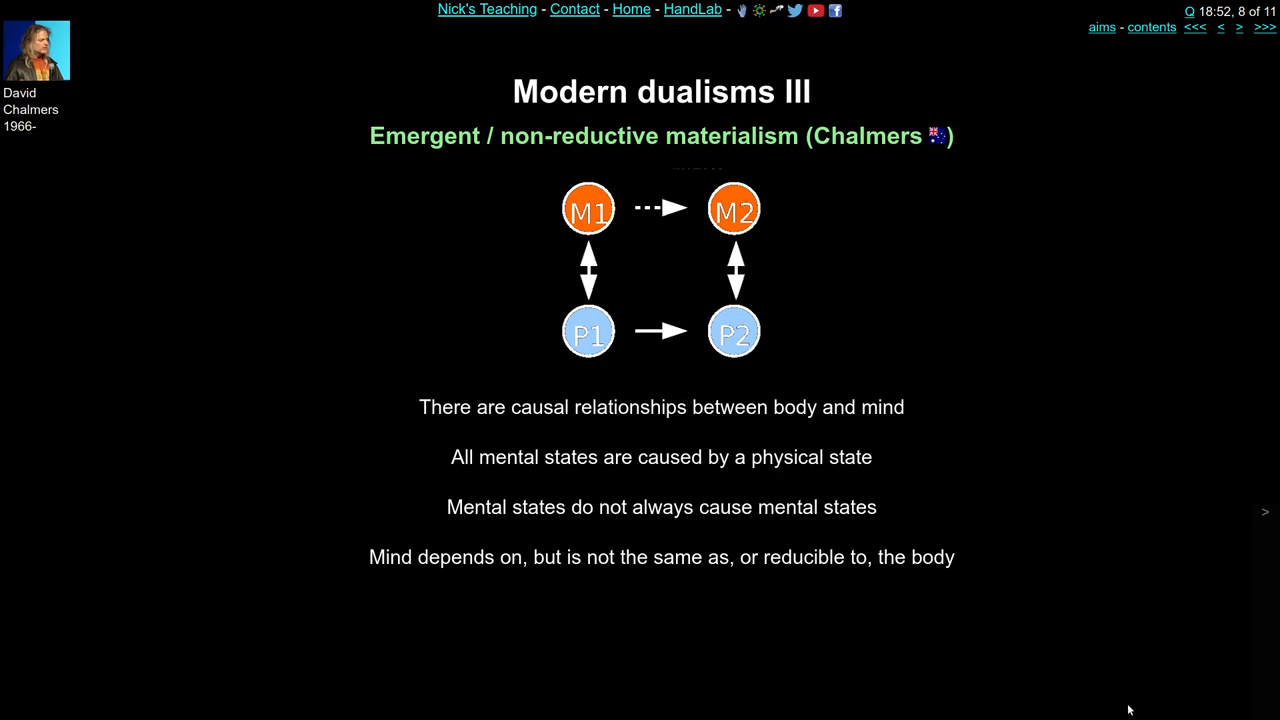 Nick's Teaching - Contact - Home - HandLab -
Q 18:52, 8 of 11
aims - contents <<< < > >>>
David
Chalmers
1966-
Modern dualisms III
Emergent / non-reductive materialism (Chalmers )
M1
M2
P1
P2
There are causal relationships between body and mind
All mental states are caused by a physical state
Mental states do not always cause mental states
>
Mind depends on, but is not the same as, or reducible to, the body